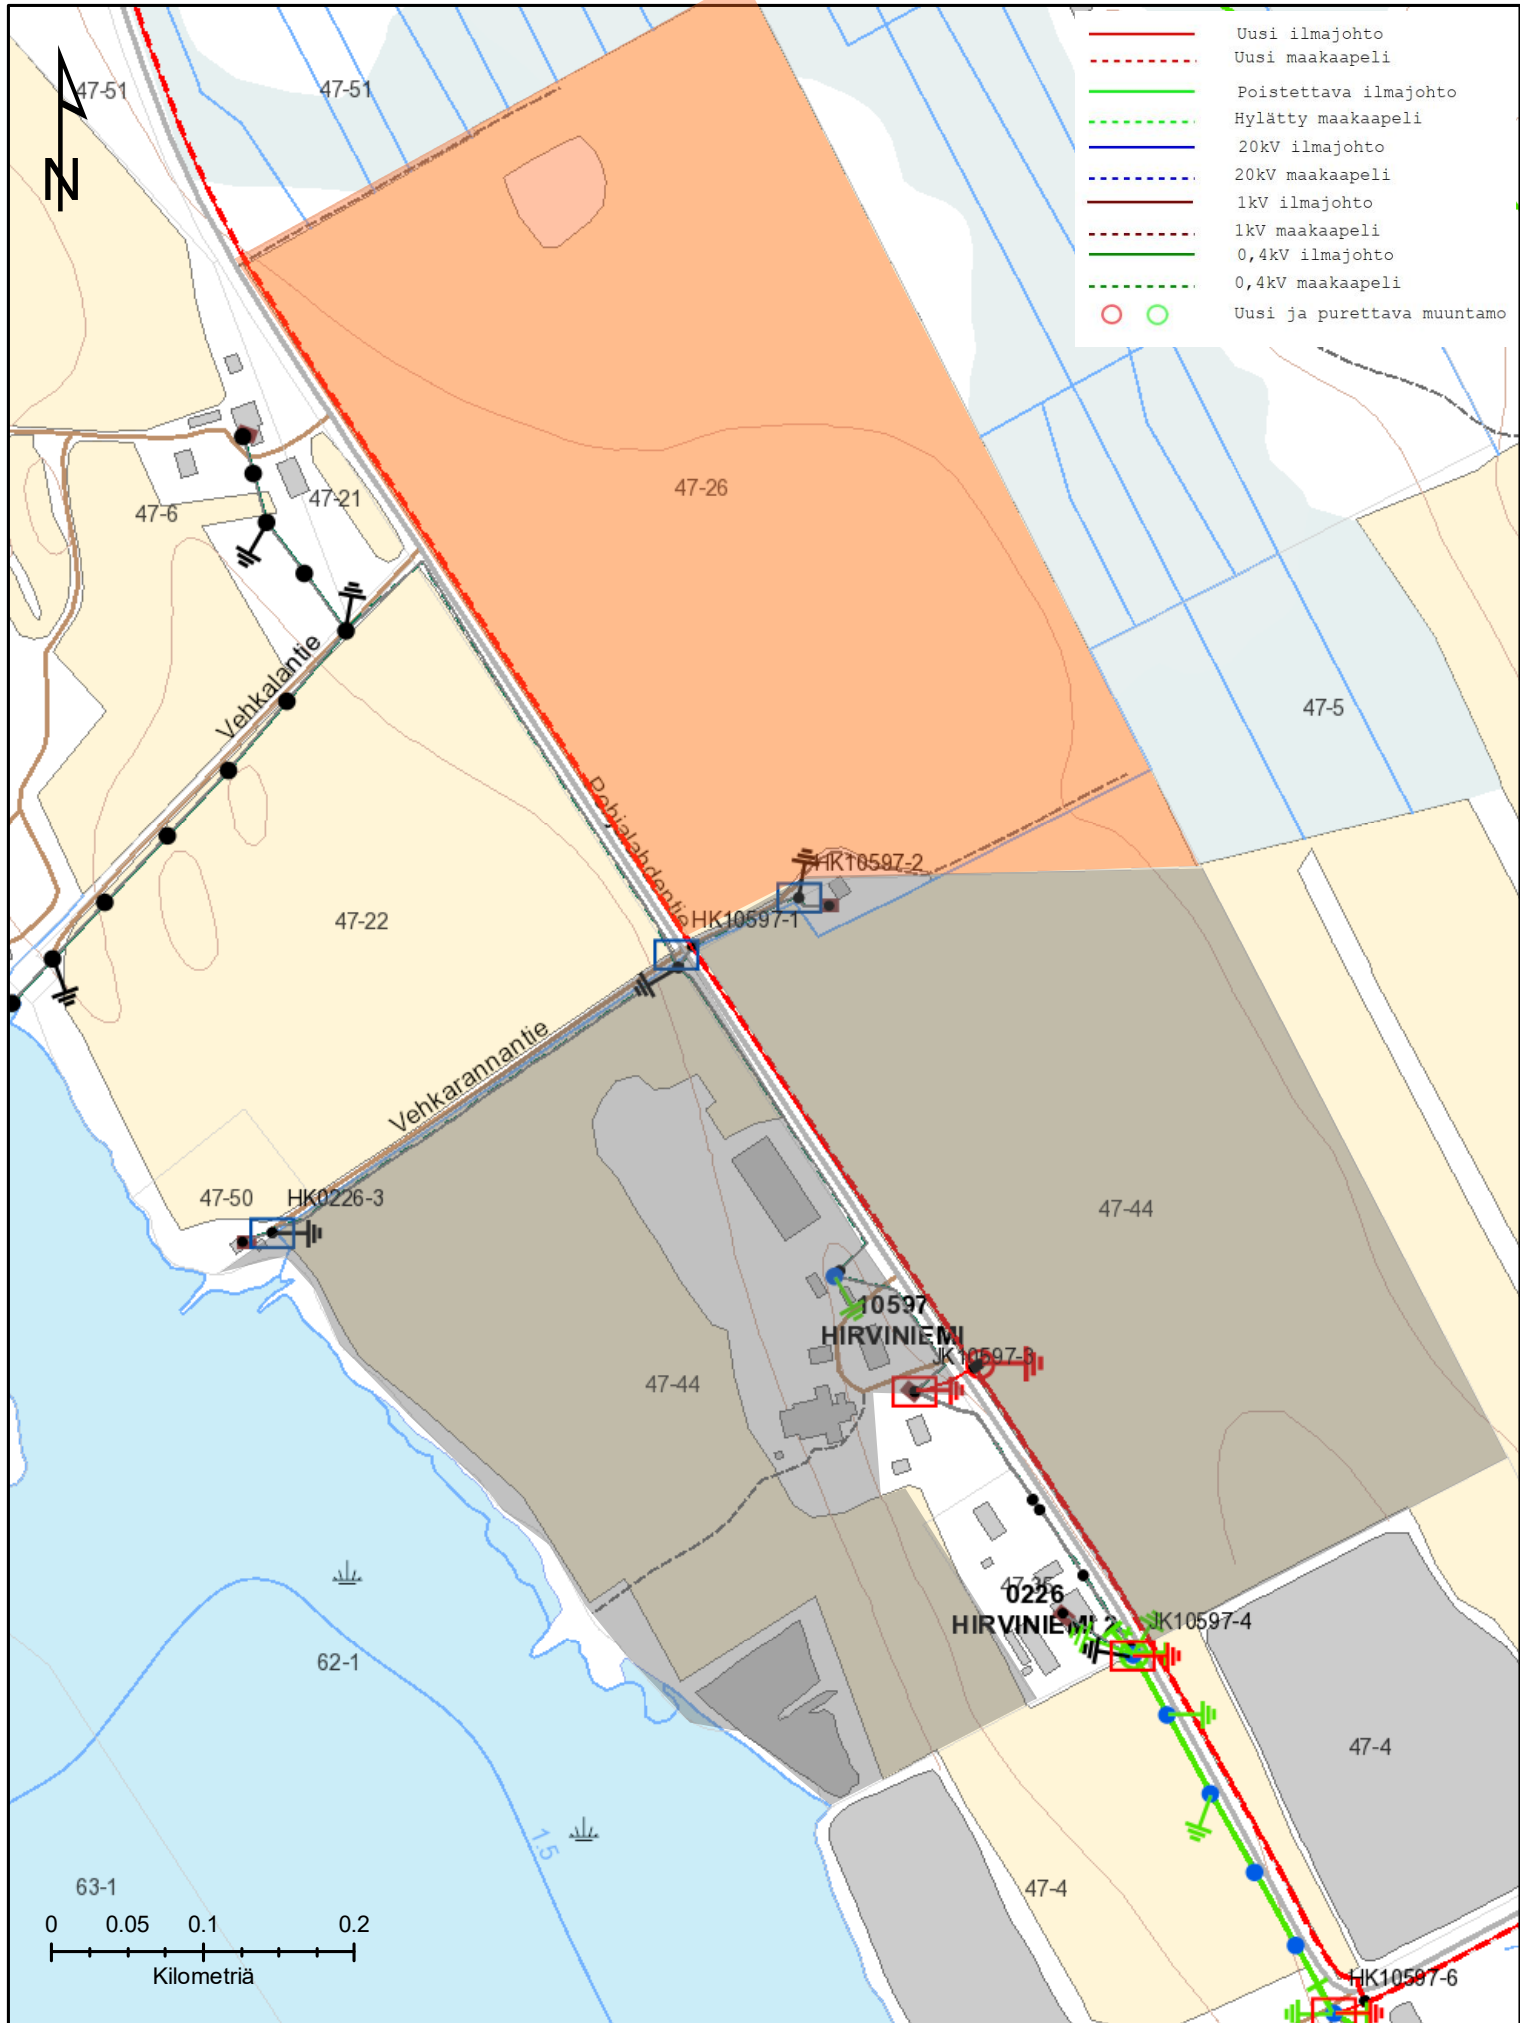 Uusi ilmajohto
Uusi maakaapeli
Poistettava ilmajohto
Hylätty maakaapeli
20kV ilmajohto
20kV maakaapeli
1kV ilmajohto
1kV maakaapeli
0,4kV ilmajohto
0,4kV maakaapeli
Uusi ja purettava muuntamo
47-51
47-51
N
47-26
47-21
47-6
Vehkalantie
47-5
Pohjalahdentie
HK10597-2
HK10597-1
47-22
Vehkarannantie
47-50
HK0226-3
47-44
10597
HIRVINIEMI
JK10597-3
47-44
47-35
0226
HIRVINIEMI 2
JK10597-4
62-1
47-4
1.5
63-1
47-4
0 0.05 0.1 0.2
Kilometriä
HK10597-6